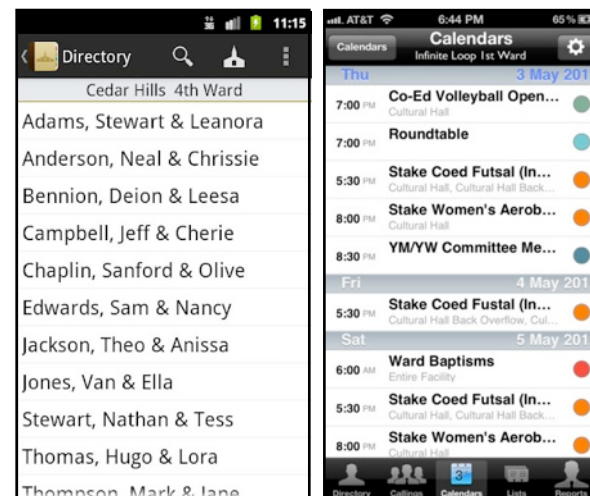 11:15
Directory
Cedar Hills 4th Ward
Adams, Stewart & Leanora
Anderson, Neal & Chrissie
Bennion, Deion & Leesa
Campbell, Jeff & Cherie
Chaplin, Sanford & Olive
Edwards, Sam & Nancy
Jackson, Theo & Anissa
Jones, Van & Ella
Stewart, Nathan & Tess
Thomas, Hugo & Lora
Thompson, Mark & Jane
AT&T 6:44 PM 65%
Calendars
Calendars
Infinite Loop 1st Ward
Thu 3 May 201
7:00 PM Co-Ed Volleyball Open...
Cultural Hall
7:00 PM Roundtable
5:30 PM Stake Coed Futsal (In...
Cultural Hall, Cultural Hall Back...
8:00 PM Stake Women's Aerob...
Cultural Hall
8:30 PM YM/YW Committee Me...
Fri 4 May 201
5:30 PM Stake Coed Fustal (In...
Cultural Hall Back Overflow, Cul...
Sat 5 May 201
6:00 AM Ward Baptisms
Entire Facility
5:30 PM Stake Coed Futsal (In...
Cultural Hall, Cultural Hall Back...
8:00 PM Stake Women's Aerob...
Cultural Hall
3
Directory Callings Calendars Lists Reports